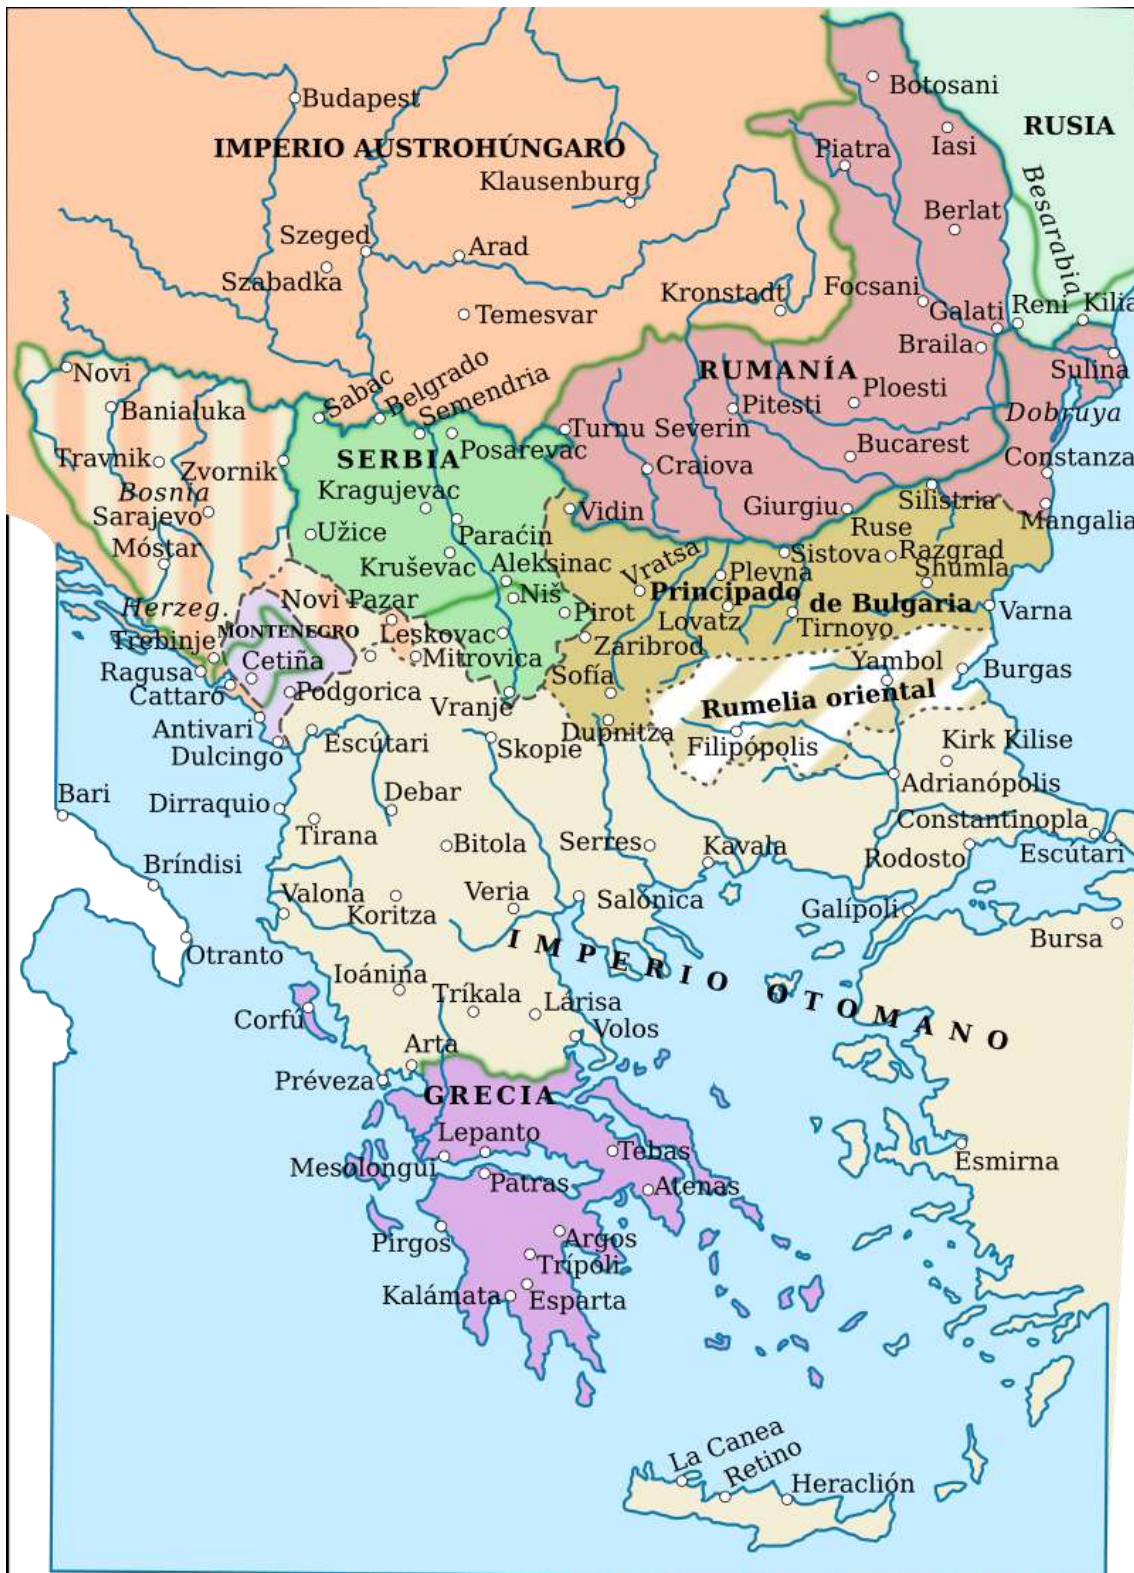 Botosani
Budapest
RUSIA
IMPERIO AUSTROHÚNGARO
Piatra
Iasi
Klausenburg
Besarabia
Berlat
Szeged
Arad
Szabadka
Kronstadt
Focsani
Temesvar
Galati
Reni
Kilia
Braila
Novi
RUMANÍA
Sulina
Sabac
Belgrado
Semendria
Ploesti
Banialuka
Pitesti
Dobruya
Turnu Severin
Posarevac
Bucarest
Travnik
Zvornik
SERBIA
Craiova
Constanza
Bosnia
Kragujevac
Silistria
Sarajevo
Vidin
Giurgiu
Mangalia
Užice
Paraćin
Ruse
Móstar
Kruševac
Aleksinac
Vratsa
Sistova
Razgrad
Shumla
Plevna
Niš
Principado
de Bulgaria
Herzeg.
Novi Pazar
Pirot
Lovatz
Tirnovo
Varna
Trebinje
MONTENEGRO
Leskovac
Zaribrod
Ragusa
Cetiña
Mitrovica
Sofía
Yambol
Burgas
Cattaro
Podgorica
Vranje
Rumelia oriental
Antivari
Escútari
Dupnitza
Dulcingo
Skopie
Filipópolis
Kirk Kilise
Adrianópolis
Bari
Dirraquio
Debar
Constantinopla
Tirana
Bitola
Serres
Kavala
Rodosto
Escútari
Bríndisi
Valona
Koritza
Veria
Salónica
Galípoli
Bursa
Otranto
IMPERIO OTOMANO
Ioánina
Tríkala
Lárisa
Corfú
Volos
Arta
Préveza
GRECIA
Lepanto
Mesolongui
Tebas
Esmirna
Patras
Atenas
Pirgos
Argos
Trípoli
Kalámata
Esparta
La Canea
Retino
Heraclión